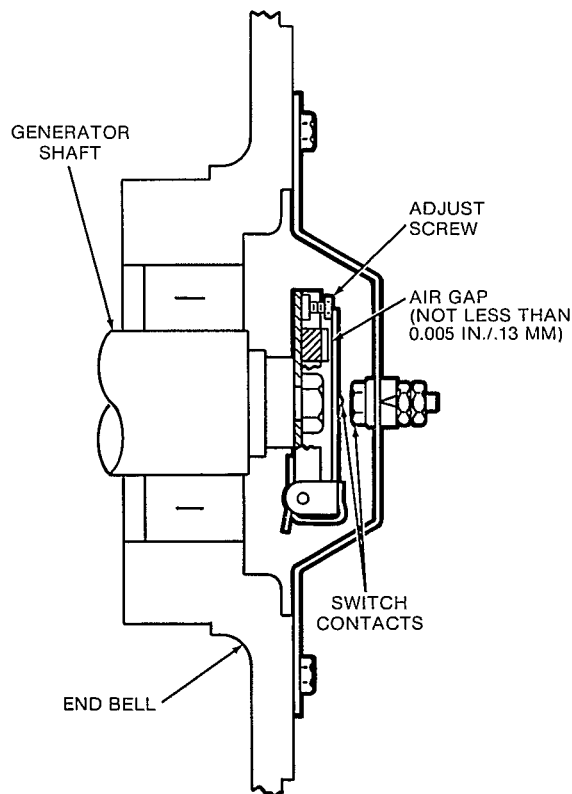 GENERATOR
SHAFT
ADJUST
SCREW
AIR GAP
(NOT LESS THAN
0.005 IN./.13 MM)
SWITCH
CONTACTS
END BELL